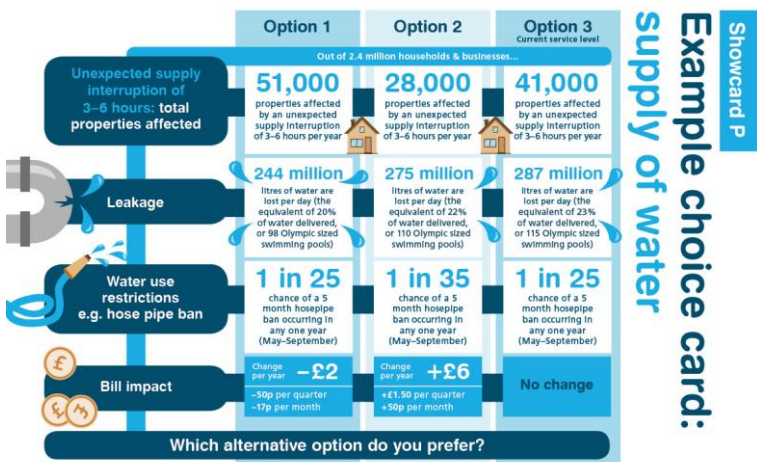 Showcard P
Example choice card:
supply of water
Option 1
Option 2
Option 3
Current service level
Out of 2.4 million households & businesses...
Unexpected supply
interruption of
3–6 hours: total
properties affected
51,000
properties affected
by an unexpected
supply interruption
of 3–6 hours per year
28,000
properties affected
by an unexpected
supply interruption
of 3–6 hours per year
41,000
properties affected
by an unexpected
supply interruption
of 3–6 hours per year
Leakage
244 million
litres of water are
lost per day (the
equivalent of 20%
of water delivered,
or 98 Olympic sized
swimming pools)
275 million
litres of water are
lost per day (the
equivalent of 22%
of water delivered,
or 110 Olympic sized
swimming pools)
287 million
litres of water are
lost per day (the
equivalent of 23%
of water delivered,
or 115 Olympic sized
swimming pools)
Water use
restrictions
e.g. hose pipe ban
1 in 25
chance of a 5
month hosepipe
ban occurring in
any one year
(May–September)
1 in 35
chance of a 5
month hosepipe
ban occurring in
any one year
(May–September)
1 in 25
chance of a 5
month hosepipe
ban occurring in
any one year
(May–September)
£
£
£
Bill impact
Change
per year –£2
–50p per quarter
–17p per month
Change
per year +£6
+£1.50 per quarter
+50p per month
No change
Which alternative option do you prefer?